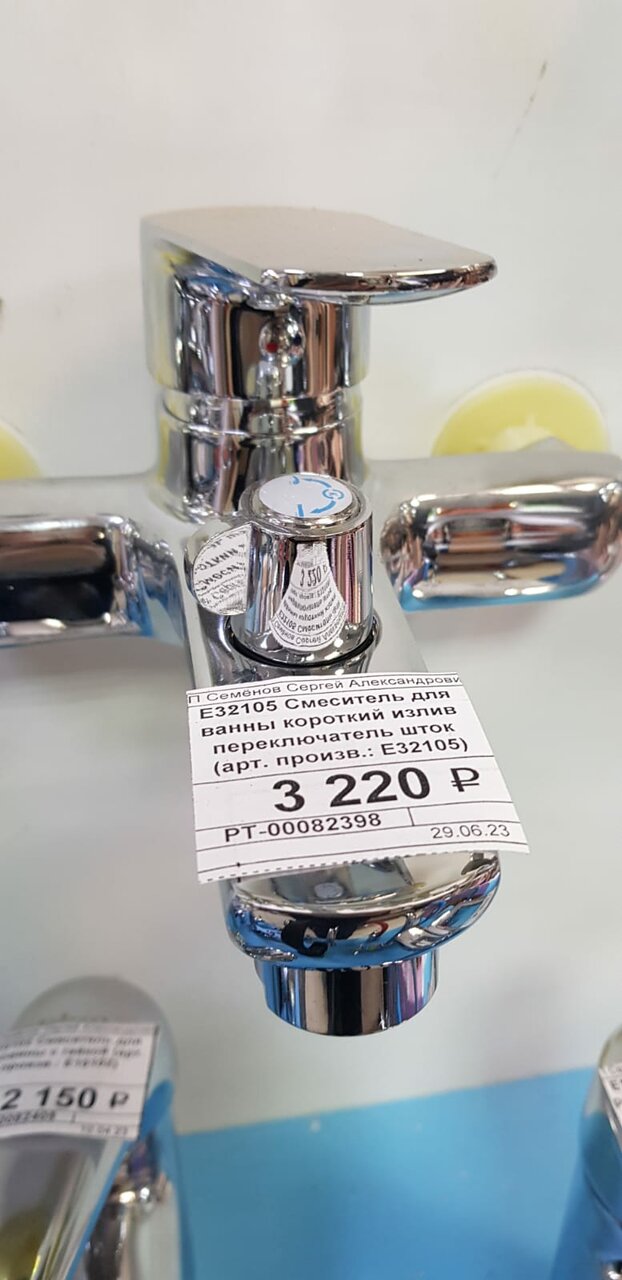 П Семёнов Сергей Александрови
E32105 Смеситель для
ванны короткий излив
переключатель шток
(арт. произв.: E32105)
3 220 ₽
РТ-00082398
29.06.23
2 150 ₽